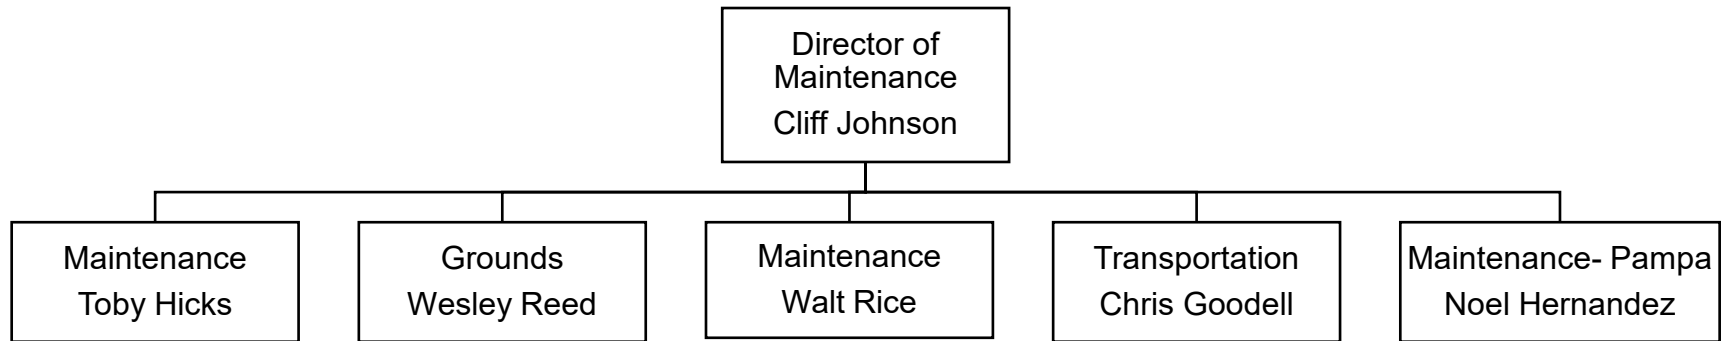 Director of
Maintenance
Cliff Johnson
Maintenance
Toby Hicks
Grounds
Wesley Reed
Maintenance
Walt Rice
Transportation
Chris Goodell
Maintenance- Pampa
Noel Hernandez